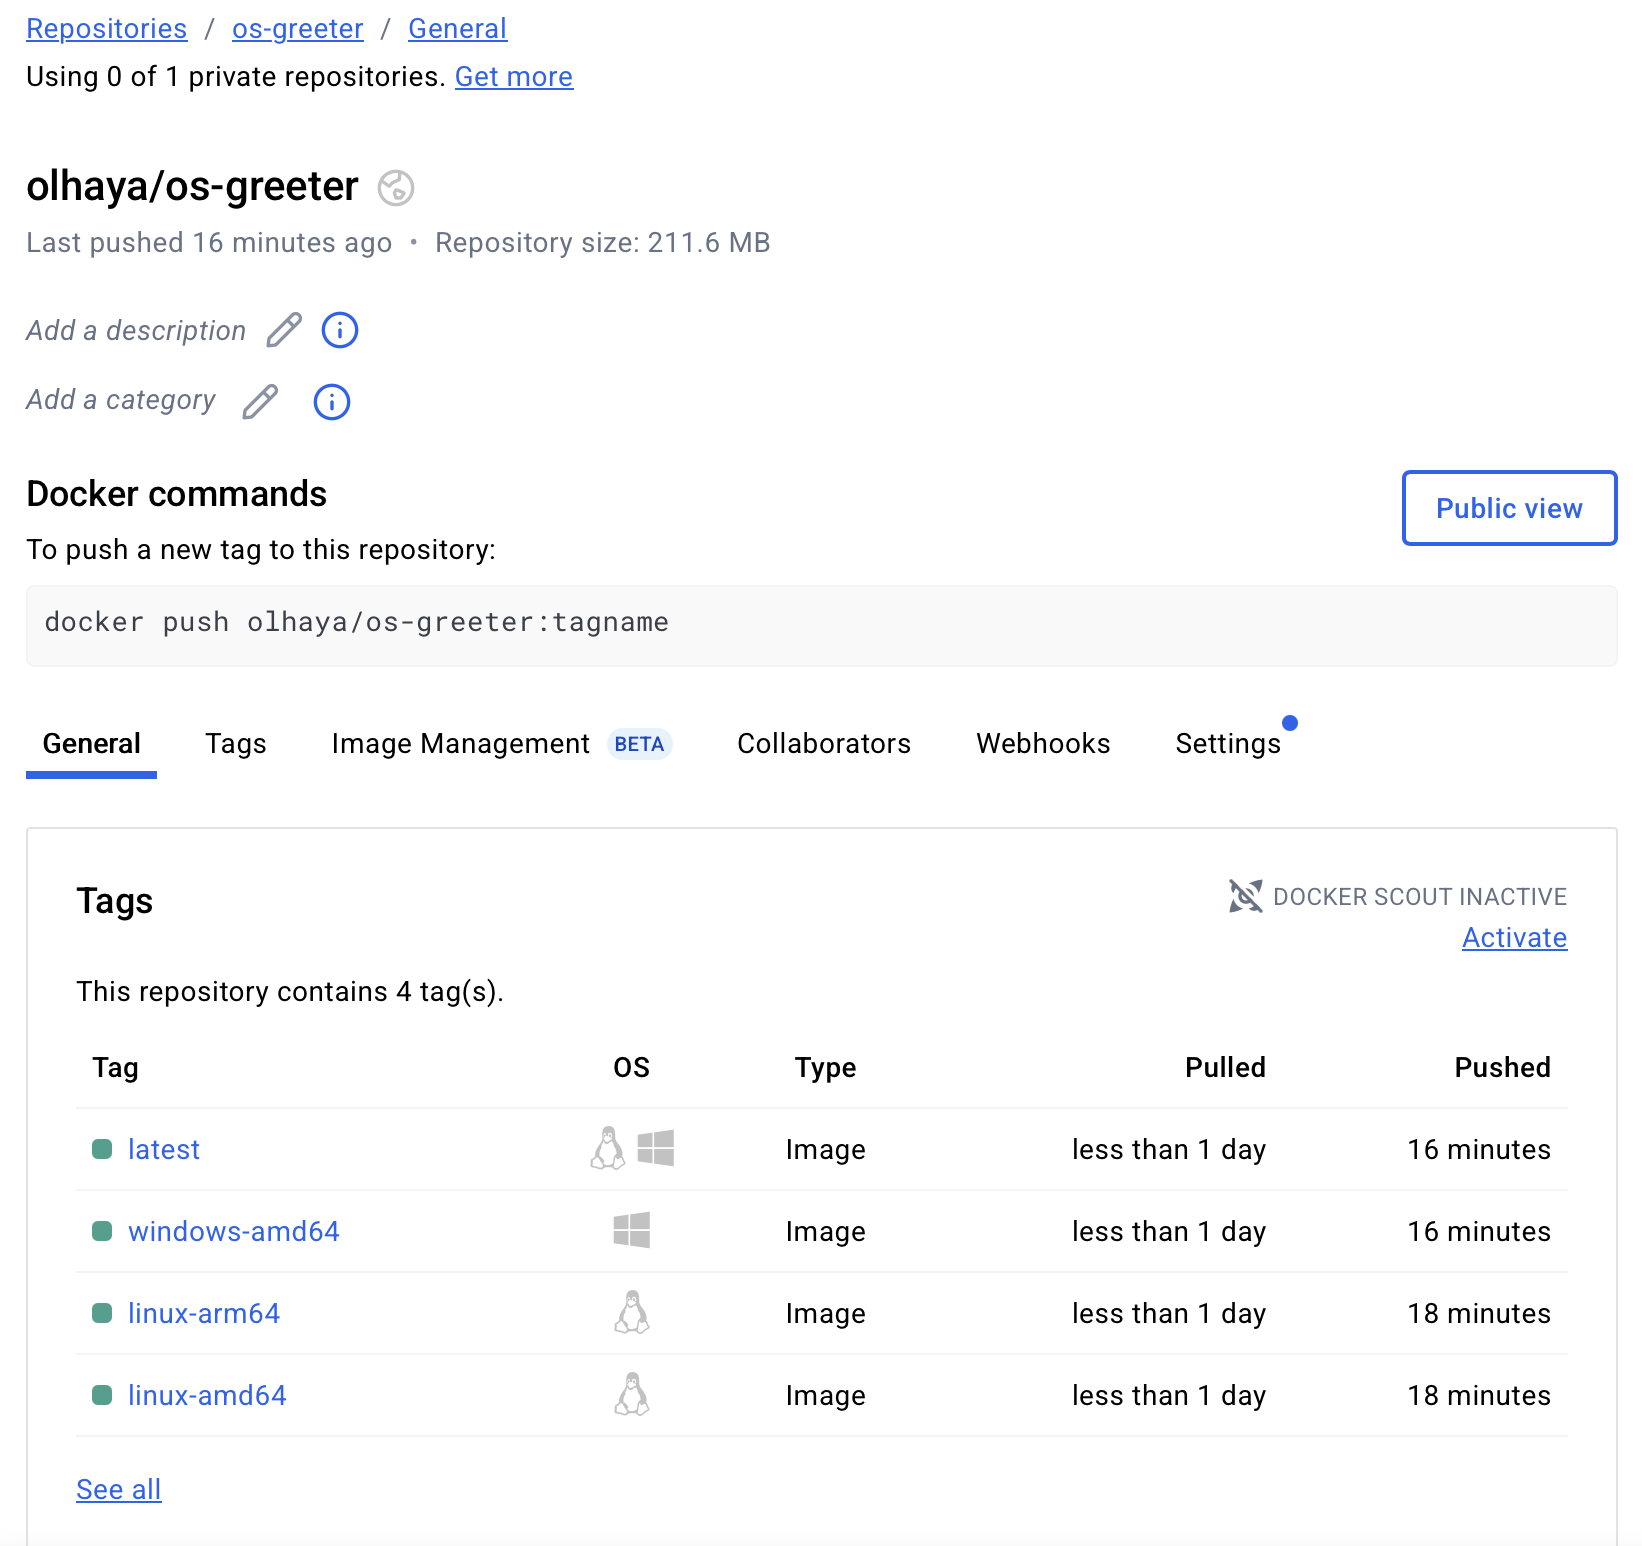 Repositories / os-greeter / General
Using 0 of 1 private repositories. Get more
olhaya/os-greeter
Last pushed 16 minutes ago • Repository size: 211.6 MB
Add a description
Add a category
Docker commands
Public view
To push a new tag to this repository:
docker push olhaya/os-greeter:tagname
General Tags Image Management BETA Collaborators Webhooks Settings
Tags
DOCKER SCOUT INACTIVE
Activate
This repository contains 4 tag(s).
Tag OS Type Pulled Pushed
latest Image less than 1 day 16 minutes
windows-amd64 Image less than 1 day 16 minutes
linux-arm64 Image less than 1 day 18 minutes
linux-amd64 Image less than 1 day 18 minutes
See all